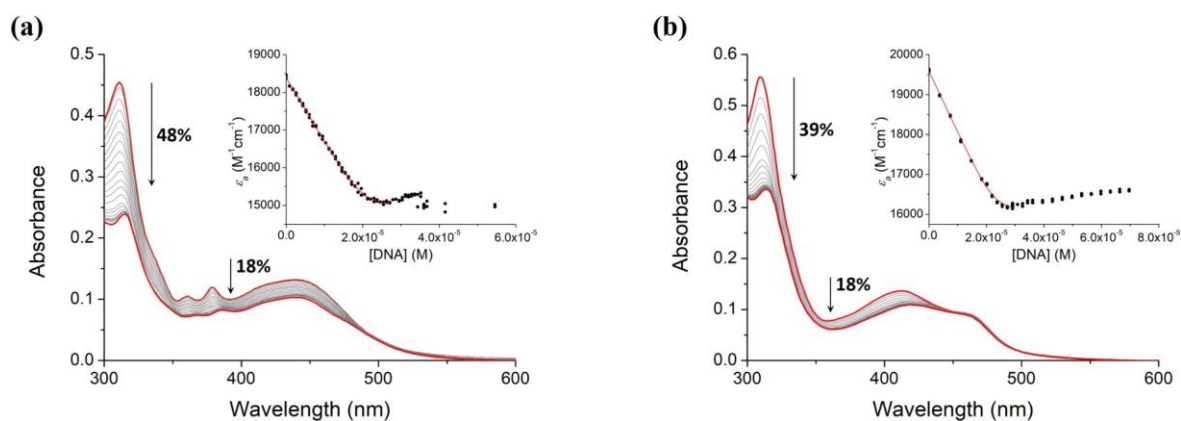 (a)
0.5
0.4
0.3
0.2
0.1
0.0
Absorbance
300
400
500
600
Wavelength (nm)
48%
18%
19000
18000
17000
16000
15000
εa (M⁻¹cm⁻¹)
0.0
2.0x10⁻⁵
4.0x10⁻⁵
6.0x10⁻⁵
[DNA] (M)
(b)
0.6
0.5
0.4
0.3
0.2
0.1
0.0
Absorbance
300
400
500
600
Wavelength (nm)
39%
18%
20000
19000
18000
17000
16000
εa (M⁻¹cm⁻¹)
0.0
2.0x10⁻⁵
4.0x10⁻⁵
6.0x10⁻⁵
8.0x10⁻⁵
[DNA] (M)